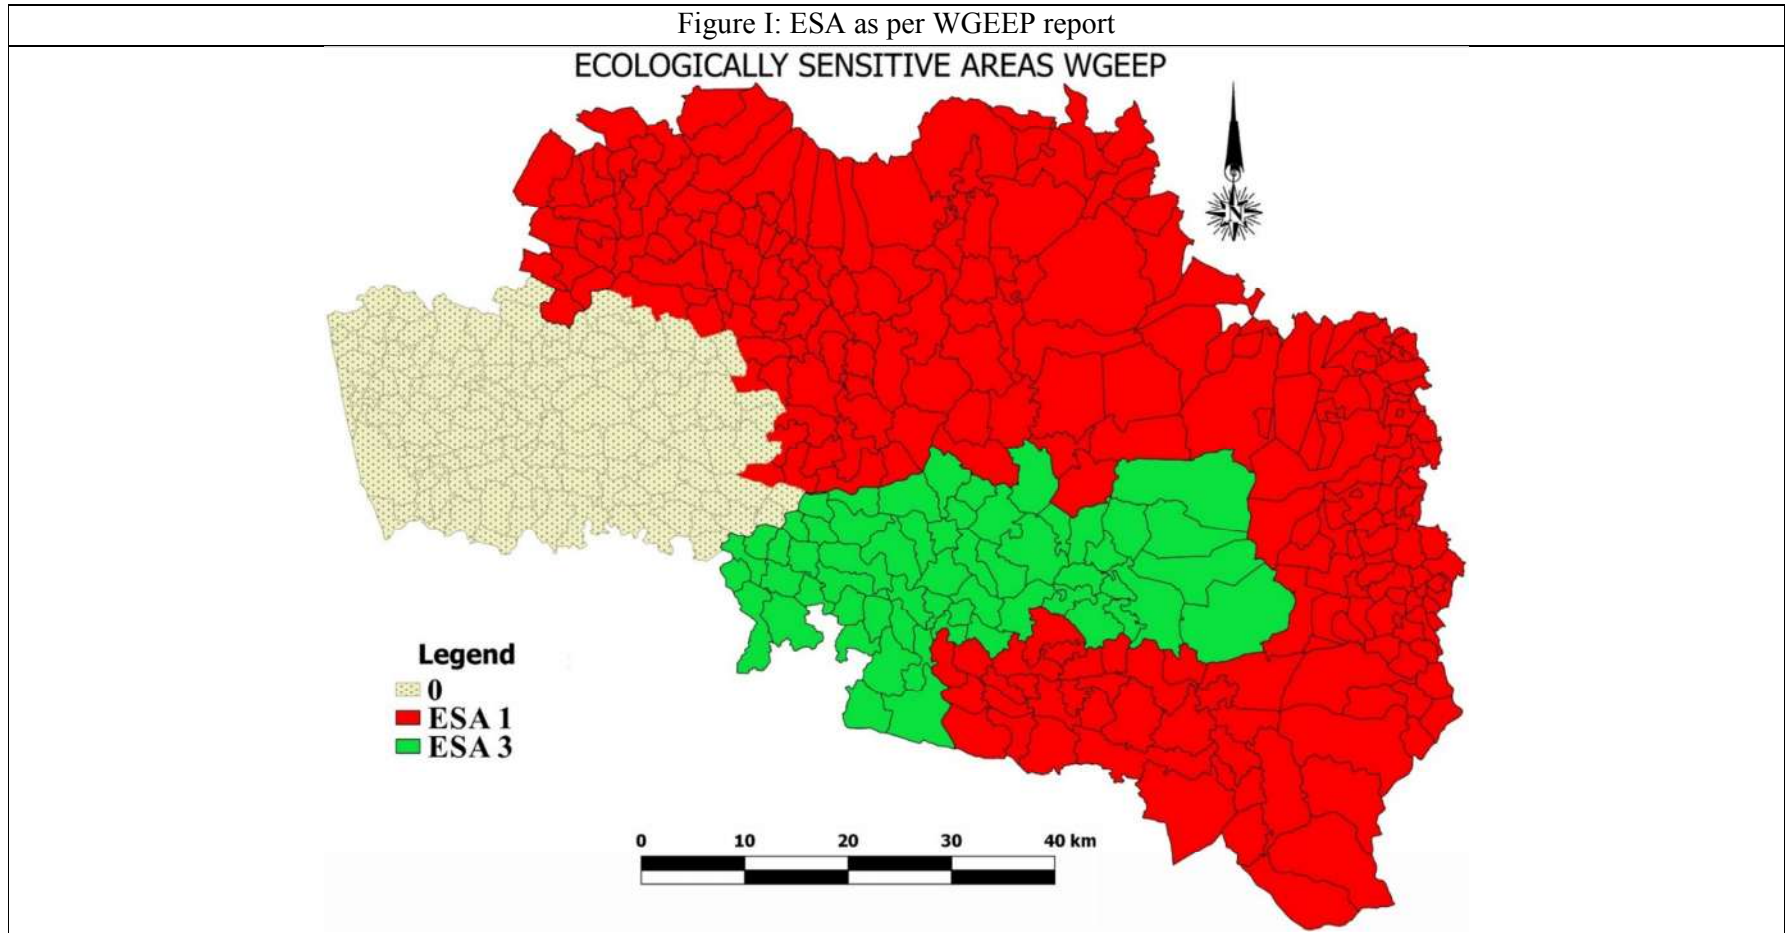 Figure I: ESA as per WGEEP report
ECOLOGICALLY SENSITIVE AREAS WGEEP
N
Legend
0
ESA 1
ESA 3
0 10 20 30 40 km